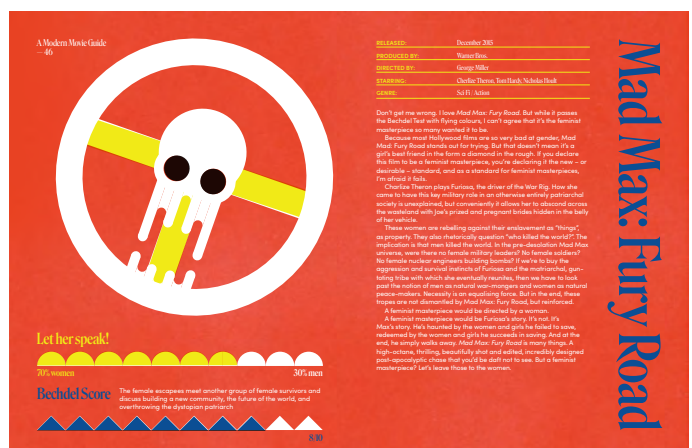 A Modern Movie Guide
— 46
Let her speak!
70% women
30% men
Bechdel Score
The female escapees meet another group of female survivors and
discuss building a new community, the future of the world, and
overthrowing the dystopian patriarch
8/10
RELEASED:
December 2015
PRODUCED BY:
Warner Bros.
DIRECTED BY:
George Miller
STARRING:
Cherlize Theron, Tom Hardy, Nicholas Hoult
GENRE:
Sci Fi / Action
Don't get me wrong. I love Mad Max: Fury Road. But while it passes
the Bechdel Test with flying colours, I can't agree that it's the feminist
masterpiece so many wanted it to be.
Because most Hollywood films are so very bad at gender, Mad
Mad: Fury Road stands out for trying. But that doesn't mean it's a
girl's best friend in the form a diamond in the rough. If you declare
this film to be a feminist masterpiece, you're declaring it the new – or
desirable – standard, and as a standard for feminist masterpieces,
I'm afraid it fails.
Charlize Theron plays Furiosa, the driver of the War Rig. How she
came to have this key military role in an otherwise entirely patriarchal
society is unexplained, but conveniently it allows her to abscond across
the wasteland with Joe's prized and pregnant brides hidden in the belly
of her vehicle.
These women are rebelling against their enslavement as "things",
as property. They also rhetorically question "who killed the world?". The
implication is that men killed the world. In the pre-desolation Mad Max
universe, were there no female military leaders? No female soldiers?
No female nuclear engineers building bombs? If we're to buy the
aggression and survival instincts of Furiosa and the matriarchal, gun-
toting tribe with which she eventually reunites, then we have to look
past the notion of men as natural war-mongers and women as natural
peace-makers. Necessity is an equalising force. But in the end, these
tropes are not dismantled by Mad Max: Fury Road, but reinforced.
A feminist masterpiece would be directed by a woman.
A feminist masterpiece would be Furiosa's story. It's not. It's
Max's story. He's haunted by the women and girls he failed to save,
redeemed by the women and girls he succeeds in saving. And at the
end, he simply walks away. Mad Max: Fury Road is many things. A
high-octane, thrilling, beautifully shot and edited, incredibly designed
post-apocalyptic chase that you'd be daft not to see. But a feminist
masterpiece? Let's leave those to the women.
Mad Max: Fury Road